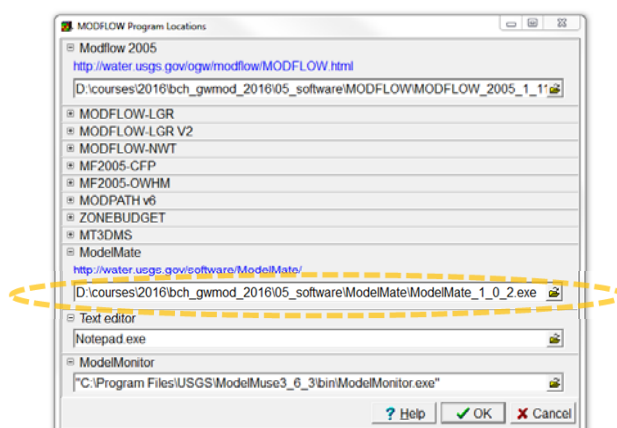 MODFLOW Program Locations
Modflow 2005
http://water.usgs.gov/ogw/modflow/MODFLOW.html
D:\courses\2016\bch_gwmod_2016\05_software\MODFLOW\MODFLOW_2005_1_1
MODFLOW-LGR
MODFLOW-LGR V2
MODFLOW-NWT
MF2005-CFP
MF2005-OWHM
MODPATH v6
ZONEBUDGET
MT3DMS
ModelMate
http://water.usgs.gov/software/ModelMate/
D:\courses\2016\bch_gwmod_2016\05_software\ModelMate\ModelMate_1_0_2.exe
Text editor
Notepad.exe
ModelMonitor
"C:\Program Files\USGS\ModelMuse3_6_3\bin\ModelMonitor.exe"
? Help OK Cancel